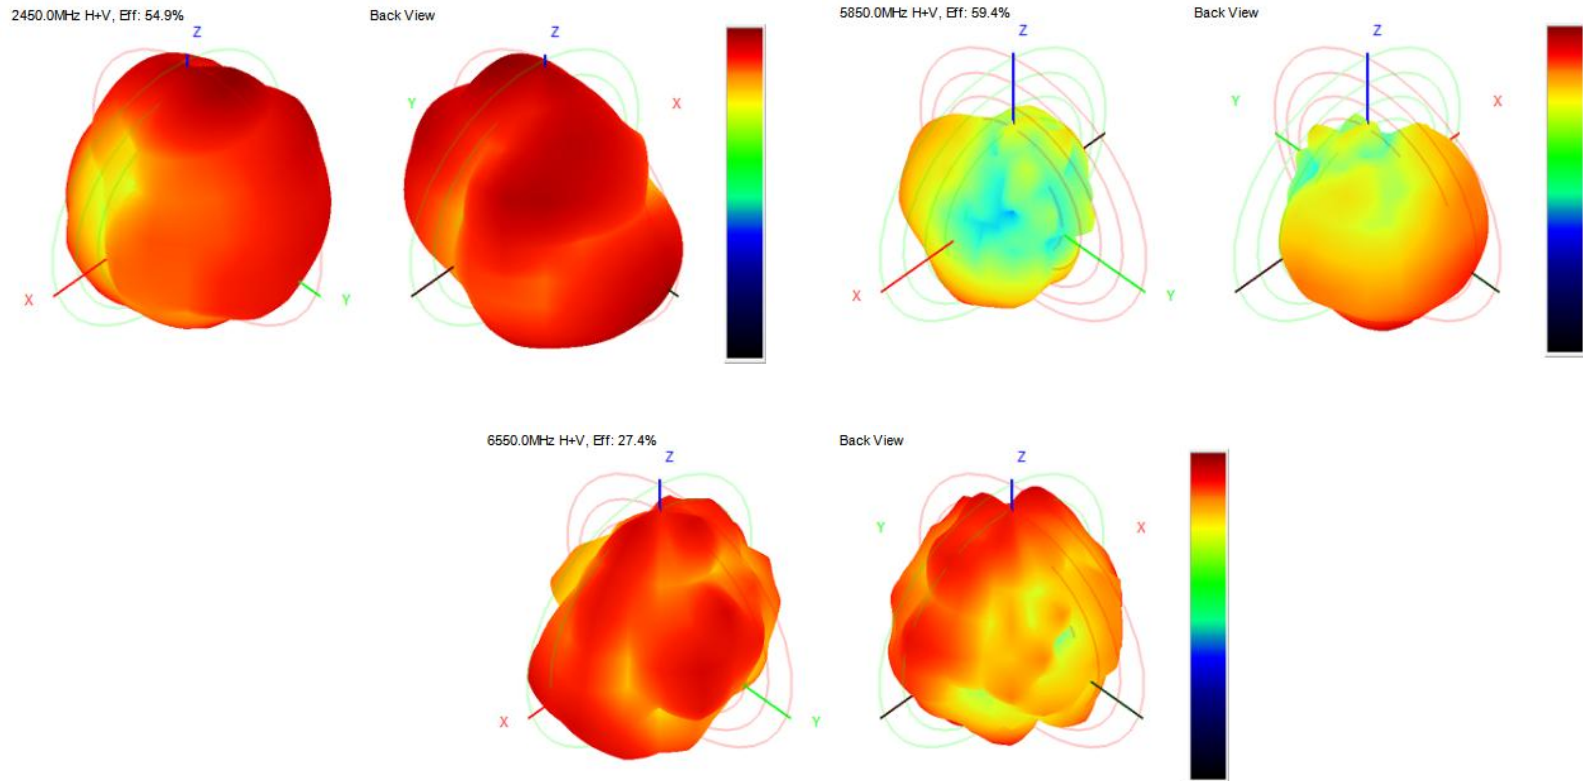 2450.0MHz H+V, Eff: 54.9%
Back View
5850.0MHz H+V, Eff: 59.4%
Back View
Z
Z
Z
Z
Y
X
Y
X
X
Y
X
Y
6550.0MHz H+V, Eff: 27.4%
Back View
Z
Z
Y
X
X
Y